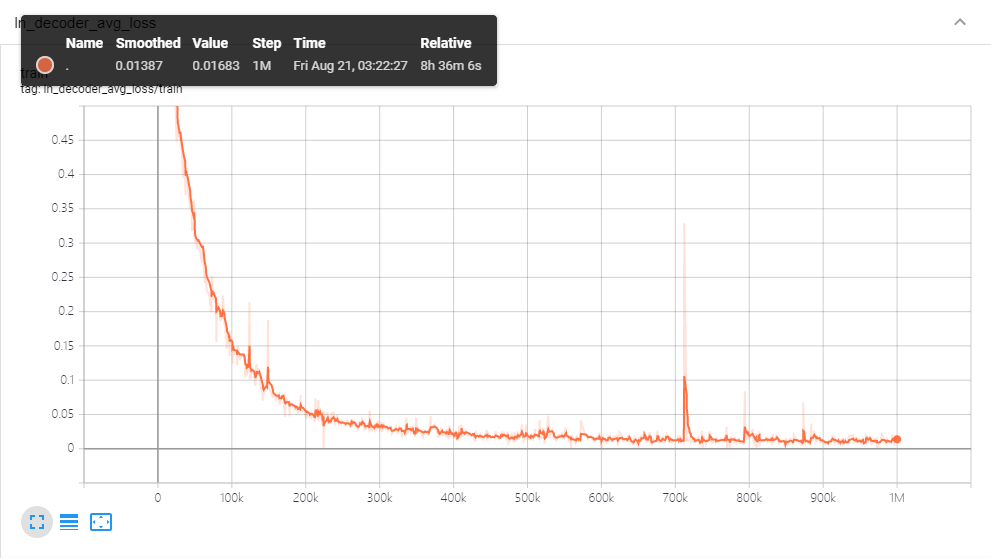 ln_decoder_avg_loss
Name Smoothed Value Step Time Relative
. 0.01387 0.01683 1M Fri Aug 21, 03:22:27 8h 36m 6s
train
tag: ln_decoder_avg_loss/train
0.45
0.4
0.35
0.3
0.25
0.2
0.15
0.1
0.05
0
0 100k 200k 300k 400k 500k 600k 700k 800k 900k 1M